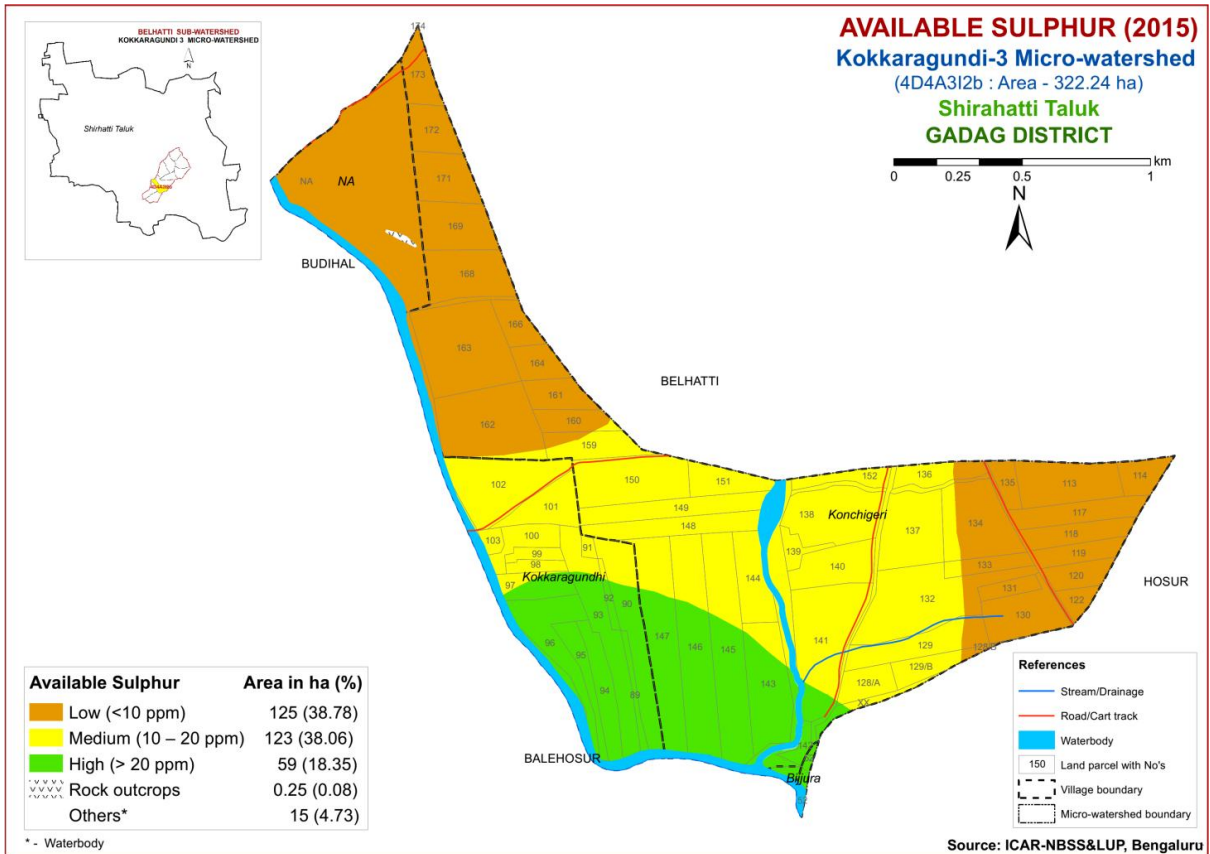 BELHATTI SUB-WATERSHED
KOKKARAGUNDI 3 MICRO-WATERSHED
N
Shirhatti Taluk
4D4A3I2b
AVAILABLE SULPHUR (2015)
Kokkaragundi-3 Micro-watershed
(4D4A3I2b : Area - 322.24 ha)
Shirahatti Taluk
GADAG DISTRICT
km
0 0.25 0.5 1
N
174
173
172
NA NA 171
169
BUDIHAL
168
166
163
164
BELHATTI
161
160
162
159
102 150 151 152 136 135 113 114
101 149 138 Konchigeri 134 117
148 137 118
103 100 91 139 119
99 133
98 140 120 HOSUR
Kokkaragundhi 144 131
97 92 132 122
93 90 130
147 141 129
96 146 145 129/B
95 143 128/A
94 89 XX
142
BALEHOSUR
Bijjura
52
Available Sulphur Area in ha (%)
Low (<10 ppm) 125 (38.78)
Medium (10 – 20 ppm) 123 (38.06)
High (> 20 ppm) 59 (18.35)
Rock outcrops 0.25 (0.08)
Others* 15 (4.73)
* - Waterbody
References
Stream/Drainage
Road/Cart track
Waterbody
150 Land parcel with No's
Village boundary
Micro-watershed boundary
Source: ICAR-NBSS&LUP, Bengaluru